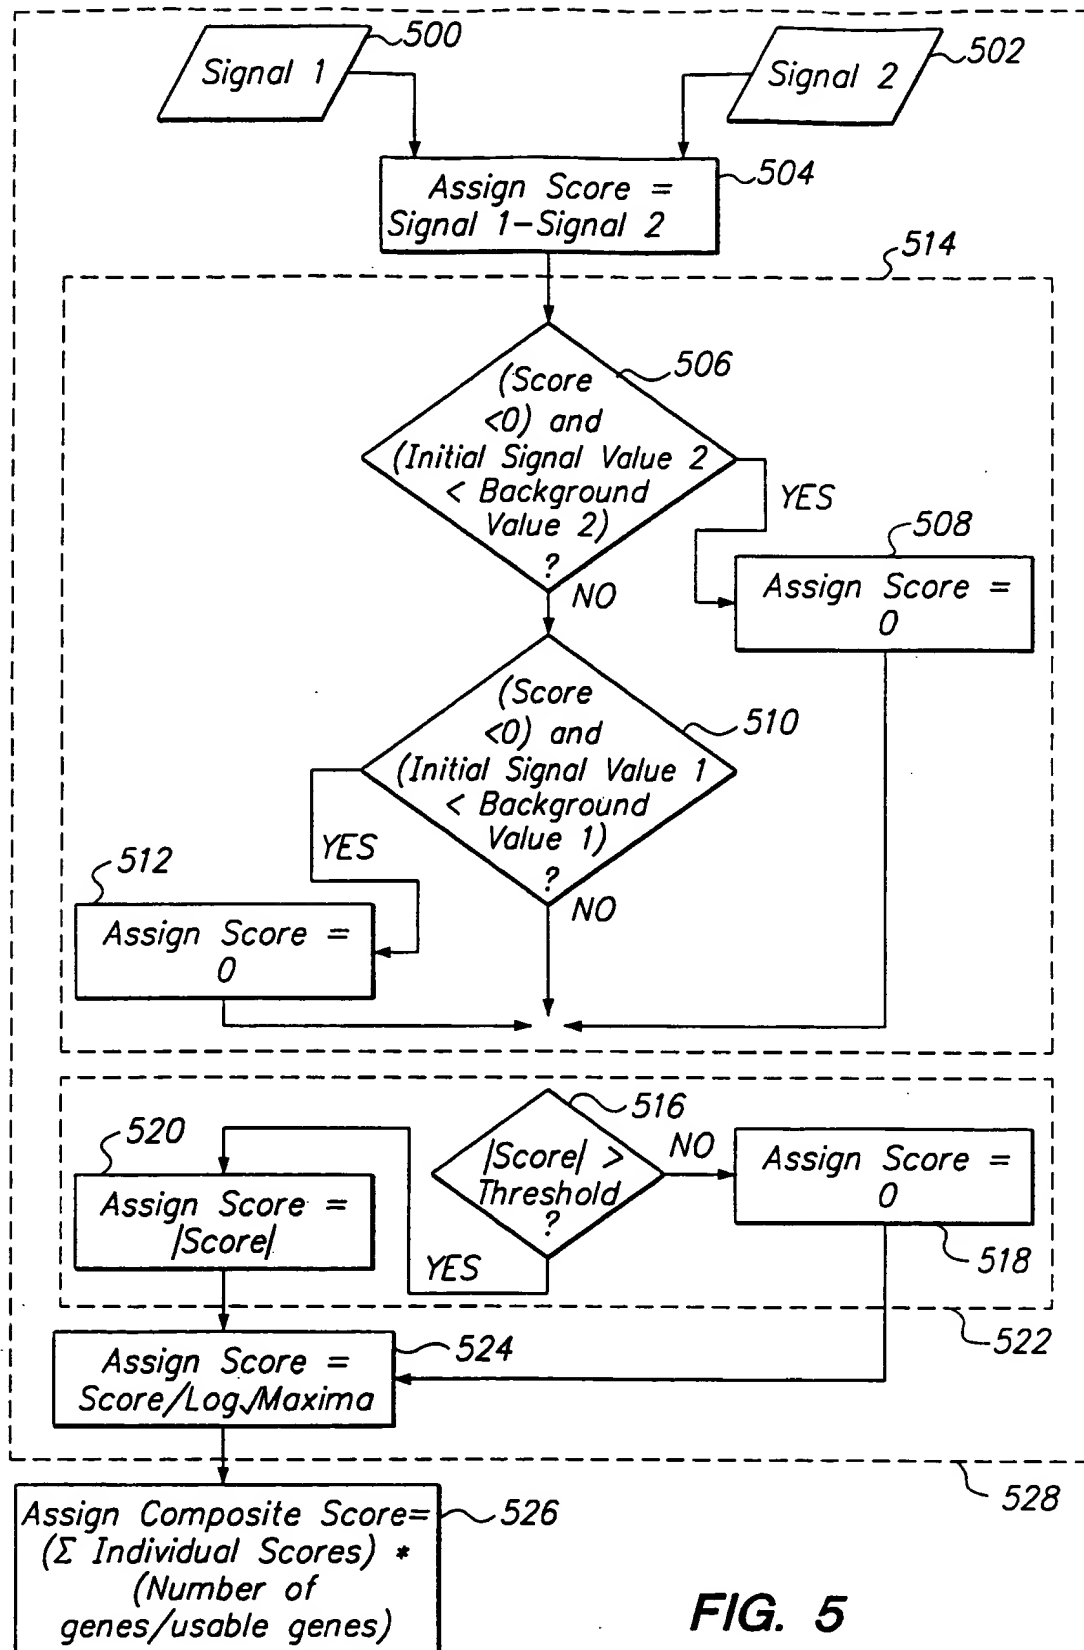 500
Signal 1
502
Signal 2
504
Assign Score =
Signal 1-Signal 2
514
506
(Score
<0) and
(Initial Signal Value 2
< Background
Value 2)
?
YES
NO
508
Assign Score =
0
510
(Score
<0) and
(Initial Signal Value 1
< Background
Value 1)
?
YES
NO
512
Assign Score =
0
516
|Score| >
Threshold
?
NO
YES
520
Assign Score =
|Score|
Assign Score =
0
518
522
524
Assign Score =
Score/Log√Maxima
528
526
Assign Composite Score=
(Σ Individual Scores) *
(Number of
genes/usable genes)
FIG. 5